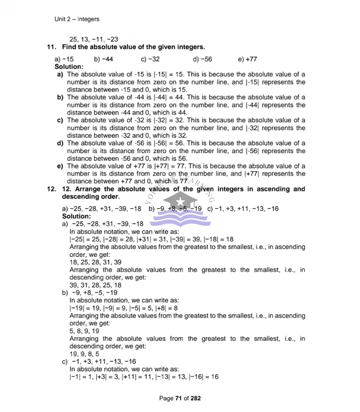 Unit 2 – Integers
25, 13, −11, −23
11. Find the absolute value of the given integers.
a) −15 b) −44 c) −32 d) −56 e) +77
Solution:
a) The absolute value of -15 is |-15| = 15. This is because the absolute value of a
number is its distance from zero on the number line, and |-15| represents the
distance between -15 and 0, which is 15.
b) The absolute value of -44 is |-44| = 44. This is because the absolute value of a
number is its distance from zero on the number line, and |-44| represents the
distance between -44 and 0, which is 44.
c) The absolute value of -32 is |-32| = 32. This is because the absolute value of a
number is its distance from zero on the number line, and |-32| represents the
distance between -32 and 0, which is 32.
d) The absolute value of -56 is |-56| = 56. This is because the absolute value of a
number is its distance from zero on the number line, and |-56| represents the
distance between -56 and 0, which is 56.
e) The absolute value of +77 is |+77| = 77. This is because the absolute value of a
number is its distance from zero on the number line, and |+77| represents the
distance between +77 and 0, which is 77.
12. 12. Arrange the absolute values of the given integers in ascending and
descending order.
a) −25, −28, +31, −39, −18 b) −9, +8, −5, −19 c) −1, +3, +11, −13, −16
Solution:
a) −25, −28, +31, −39, −18
In absolute notation, we can write as:
|−25| = 25, |−28| = 28, |+31| = 31, |−39| = 39, |−18| = 18
Arranging the absolute values from the greatest to the smallest, i.e., in ascending
order, we get:
18, 25, 28, 31, 39
Arranging the absolute values from the greatest to the smallest, i.e., in
descending order, we get:
39, 31, 28, 25, 18
b) −9, +8, −5, −19
In absolute notation, we can write as:
|−19| = 19, |−9| = 9, |−5| = 5, |+8| = 8
Arranging the absolute values from the greatest to the smallest, i.e., in ascending
order, we get:
5, 8, 9, 19
Arranging the absolute values from the greatest to the smallest, i.e., in
descending order, we get:
19, 9, 8, 5
c) −1, +3, +11, −13, −16
In absolute notation, we can write as:
|−1| = 1, |+3| = 3, |+11| = 11, |−13| = 13, |−16| = 16
Page 71 of 282